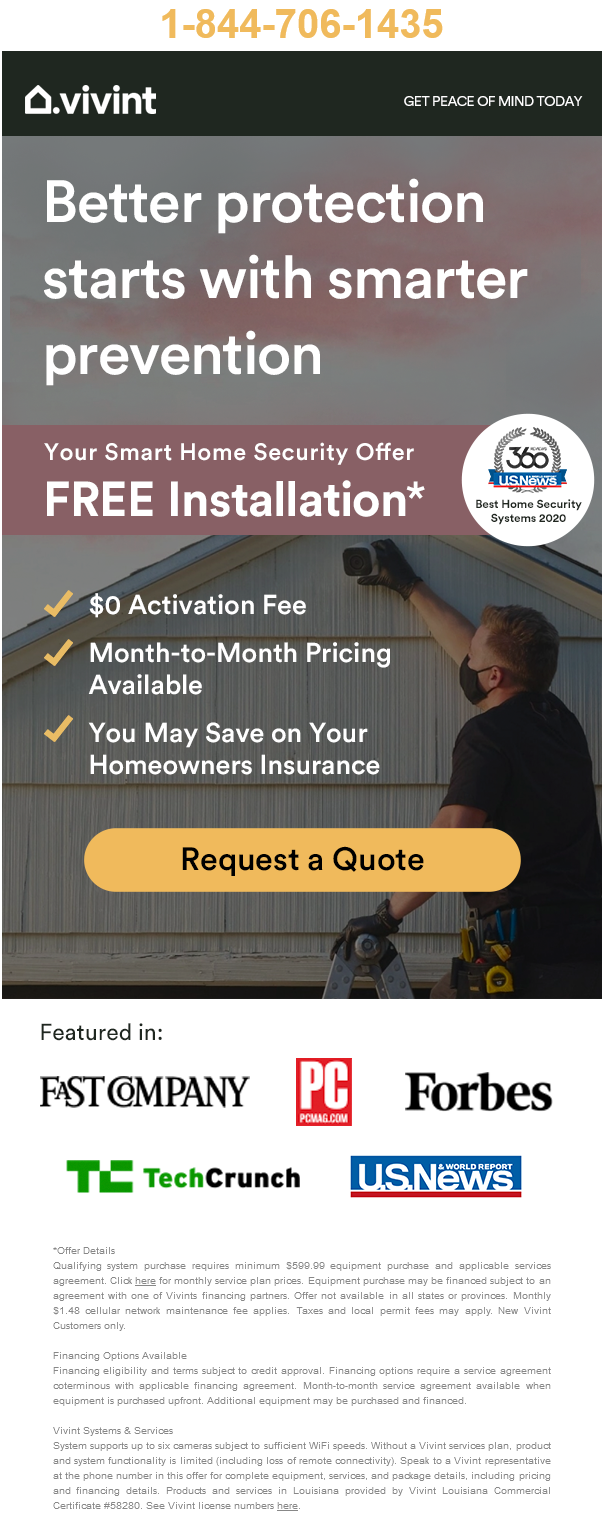 1-844-706-1435
vivint
GET PEACE OF MIND TODAY
Better protection
starts with smarter
prevention
Your Smart Home Security Offer
FREE Installation*
360
REVIEWS
U.S.News
Best Home Security
Systems 2020
$0 Activation Fee
Month-to-Month Pricing
Available
You May Save on Your
Homeowners Insurance
Request a Quote
Featured in:
FAST COMPANY
PC
PCMAG.COM
Forbes
TC TechCrunch
& WORLD REPORT
U.S.News
*Offer Details
Qualifying system purchase requires minimum $599.99 equipment purchase and applicable services
agreement. Click here for monthly service plan prices. Equipment purchase may be financed subject to an
agreement with one of Vivints financing partners. Offer not available in all states or provinces. Monthly
$1.48 cellular network maintenance fee applies. Taxes and local permit fees may apply. New Vivint
Customers only.
Financing Options Available
Financing eligibility and terms subject to credit approval. Financing options require a service agreement
coterminous with applicable financing agreement. Month-to-month service agreement available when
equipment is purchased upfront. Additional equipment may be purchased and financed.
Vivint Systems & Services
System supports up to six cameras subject to sufficient WiFi speeds. Without a Vivint services plan, product
and system functionality is limited (including loss of remote connectivity). Speak to a Vivint representative
at the phone number in this offer for complete equipment, services, and package details, including pricing
and financing details. Products and services in Louisiana provided by Vivint Louisiana Commercial
Certificate #58280. See Vivint license numbers here.